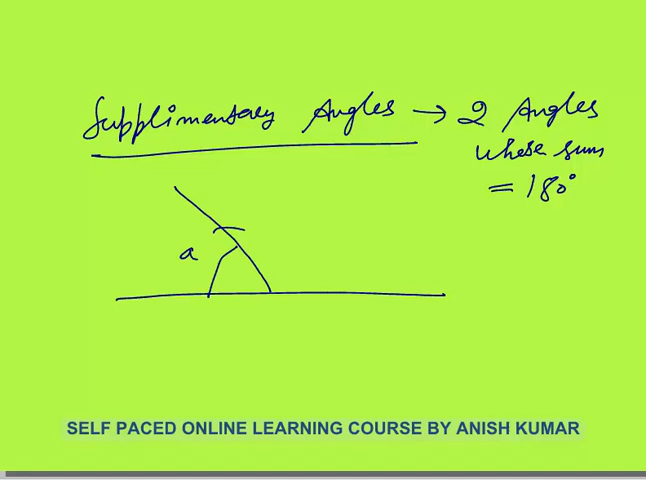 Supplimentary Angles → 2 Angles
whose sum
= 180°
a
SELF PACED ONLINE LEARNING COURSE BY ANISH KUMAR